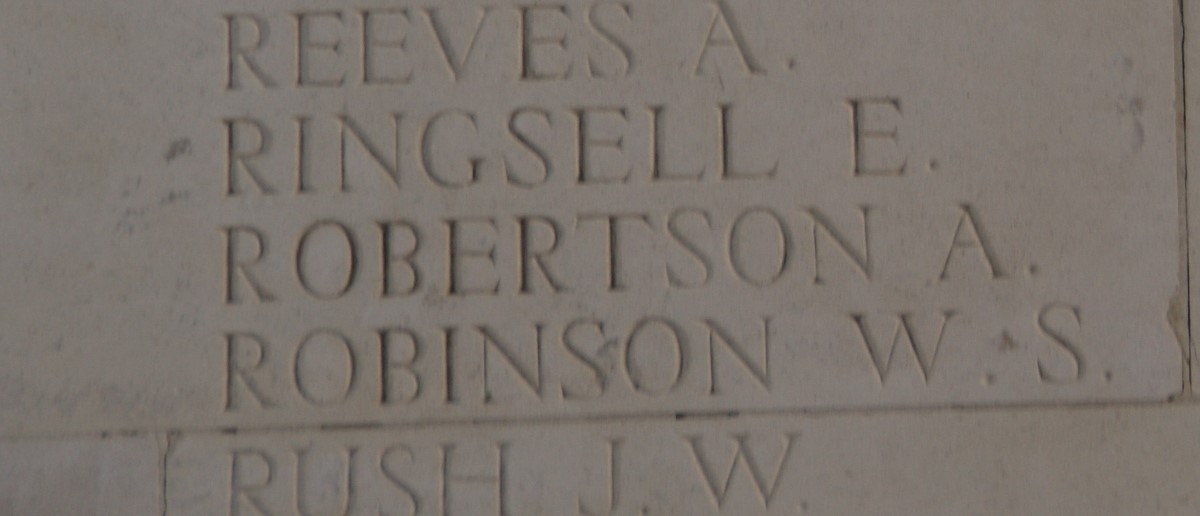 REEVES A.
RINGSELL E.
ROBERTSON A.
ROBINSON W.S.
RUSH J.W.